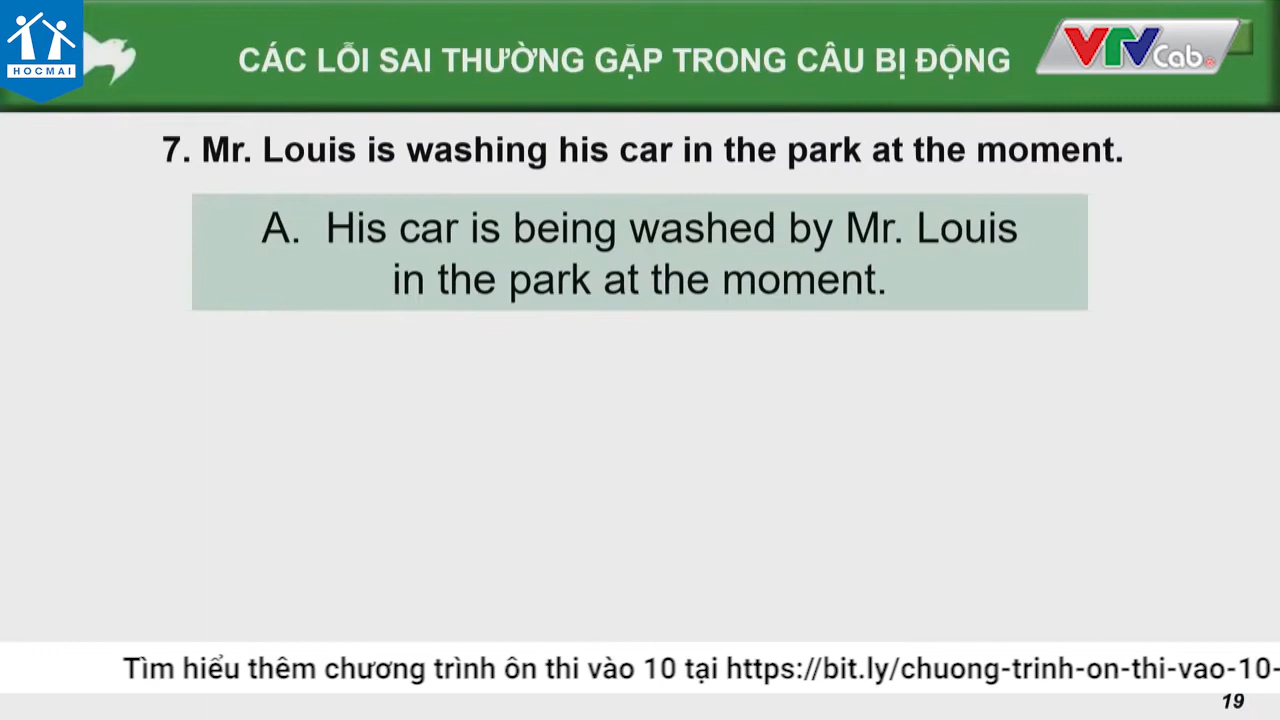 HOCMAI
CÁC LỖI SAI THƯỜNG GẶP TRONG CÂU BỊ ĐỘNG
VTVCab
7. Mr. Louis is washing his car in the park at the moment.
A. His car is being washed by Mr. Louis
in the park at the moment.
Tìm hiểu thêm chương trình ôn thi vào 10 tại https://bit.ly/chuong-trinh-on-thi-vao-10-
19